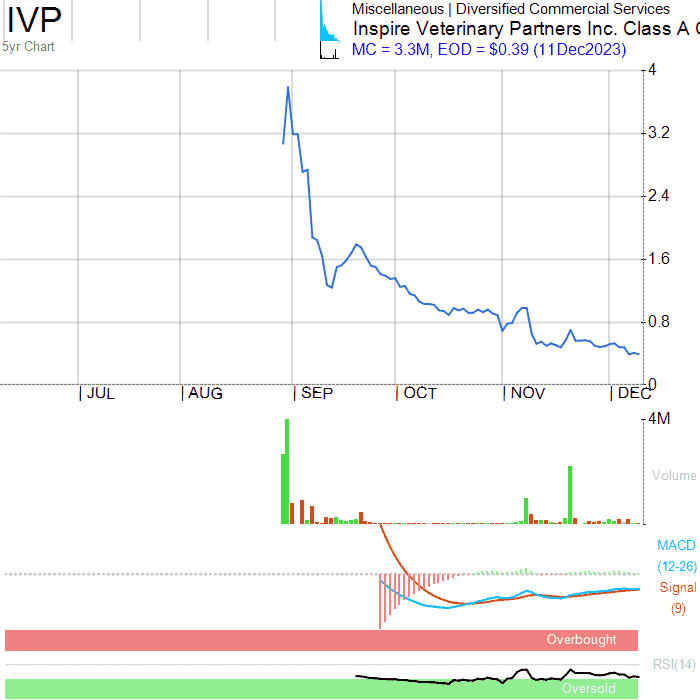 IVP
5yr Chart
Miscellaneous | Diversified Commercial Services
Inspire Veterinary Partners Inc. Class A C
MC = 3.3M, EOD = $0.39 (11Dec2023)
4
3.2
2.4
1.6
0.8
0
JUL
AUG
SEP
OCT
NOV
DEC
4M
Volume
MACD
(12-26)
Signal
(9)
Overbought
RSI(14)
Oversold